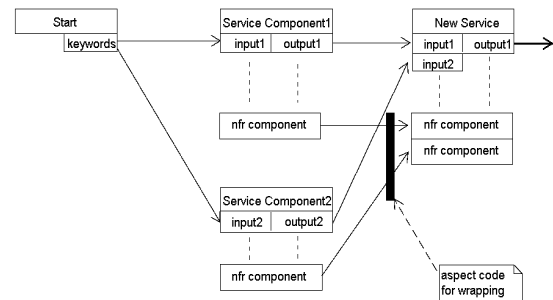 Start
keywords
Service Component1
input1 output1
nfr component
Service Component2
input2 output2
nfr component
New Service
input1 output1
input2
nfr component
nfr component
aspect code
for wrapping